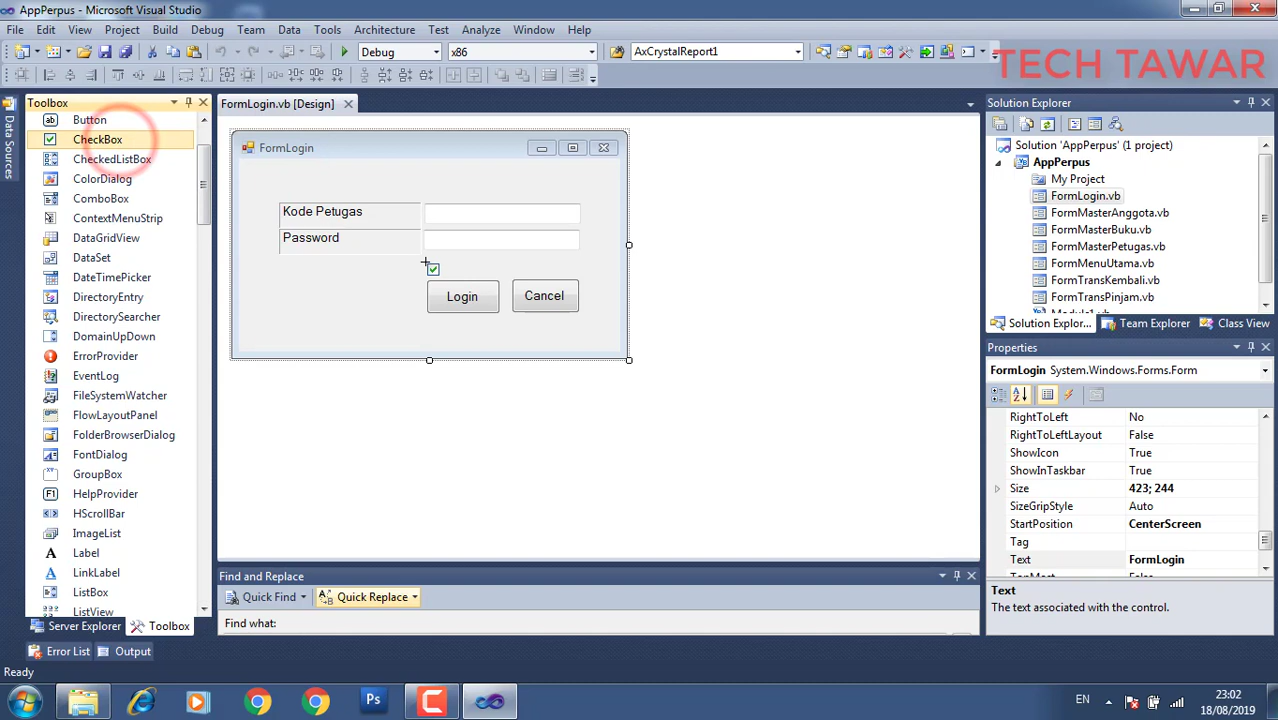 AppPerpus - Microsoft Visual Studio
File Edit View Project Build Debug Team Data Tools Architecture Test Analyze Window Help
Debug x86 AxCrystalReport1
TECH TAWAR
Toolbox
FormLogin.vb [Design]
Solution Explorer
Data Sources
Button
CheckBox
CheckedListBox
ColorDialog
ComboBox
ContextMenuStrip
DataGridView
DataSet
DateTimePicker
DirectoryEntry
DirectorySearcher
DomainUpDown
ErrorProvider
EventLog
FileSystemWatcher
FlowLayoutPanel
FolderBrowserDialog
FontDialog
GroupBox
HelpProvider
HScrollBar
ImageList
Label
LinkLabel
ListBox
ListView
Server Explorer Toolbox
FormLogin
Kode Petugas
Password
Login Cancel
Find and Replace
Quick Find Quick Replace
Find what:
Solution 'AppPerpus' (1 project)
AppPerpus
My Project
FormLogin.vb
FormMasterAnggota.vb
FormMasterBuku.vb
FormMasterPetugas.vb
FormMenuUtama.vb
FormTransKembali.vb
FormTransPinjam.vb
Module1.vb
Solution Explor... Team Explorer Class View
Properties
FormLogin System.Windows.Forms.Form
RightToLeft No
RightToLeftLayout False
ShowIcon True
ShowInTaskbar True
Size 423; 244
SizeGripStyle Auto
StartPosition CenterScreen
Tag
Text FormLogin
Text
The text associated with the control.
Error List Output
Ready
Ps
EN
23:02
18/08/2019